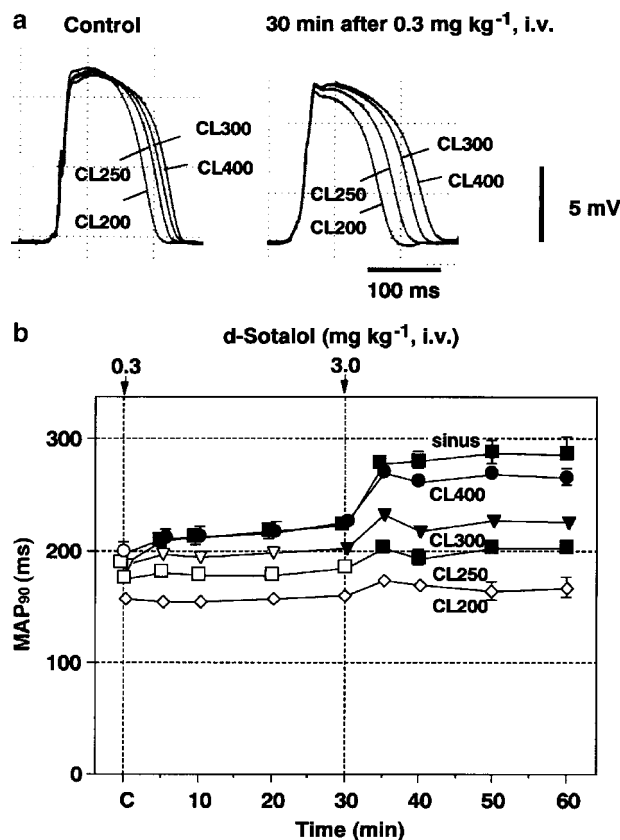 a
Control
30 min after 0.3 mg kg⁻¹, i.v.
CL300
CL250
CL400
CL200
CL300
CL250
CL400
CL200
5 mV
100 ms
b
d-Sotalol (mg kg⁻¹, i.v.)
0.3
3.0
300
200
100
0
MAP₉₀ (ms)
sinus
CL400
CL300
CL250
CL200
C
10
20
30
40
50
60
Time (min)